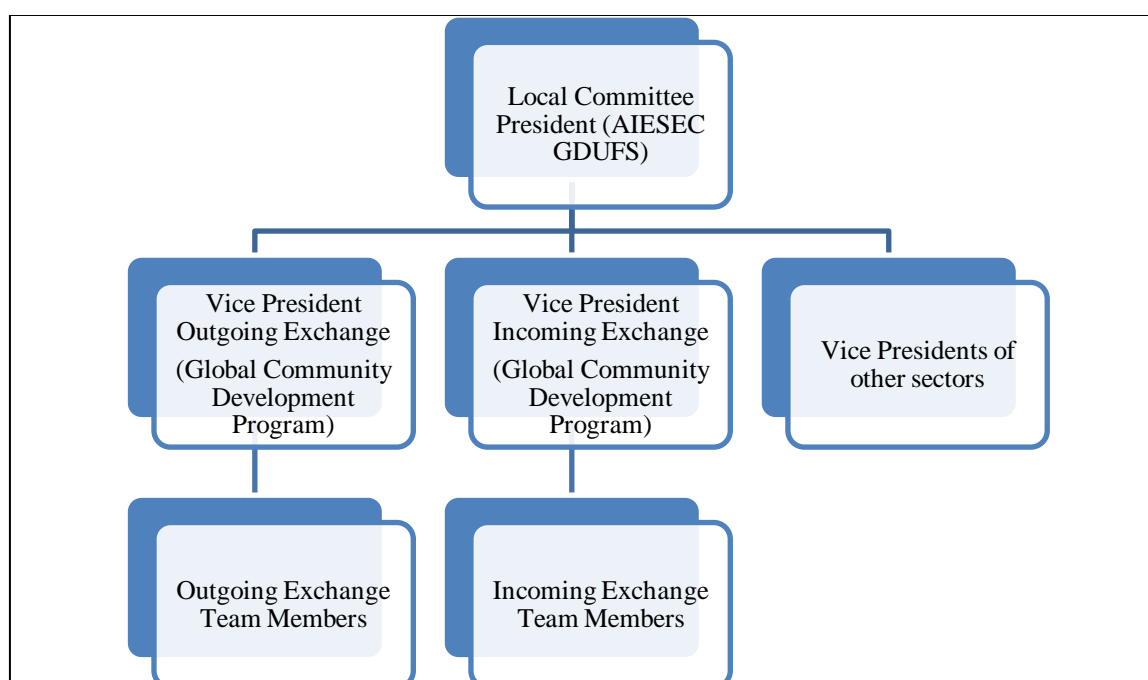 Local Committee
President (AIESEC
GDUFS)
Vice President
Outgoing Exchange
(Global Community
Development
Program)
Vice President
Incoming Exchange
(Global Community
Development
Program)
Vice Presidents of
other sectors
Outgoing Exchange
Team Members
Incoming Exchange
Team Members